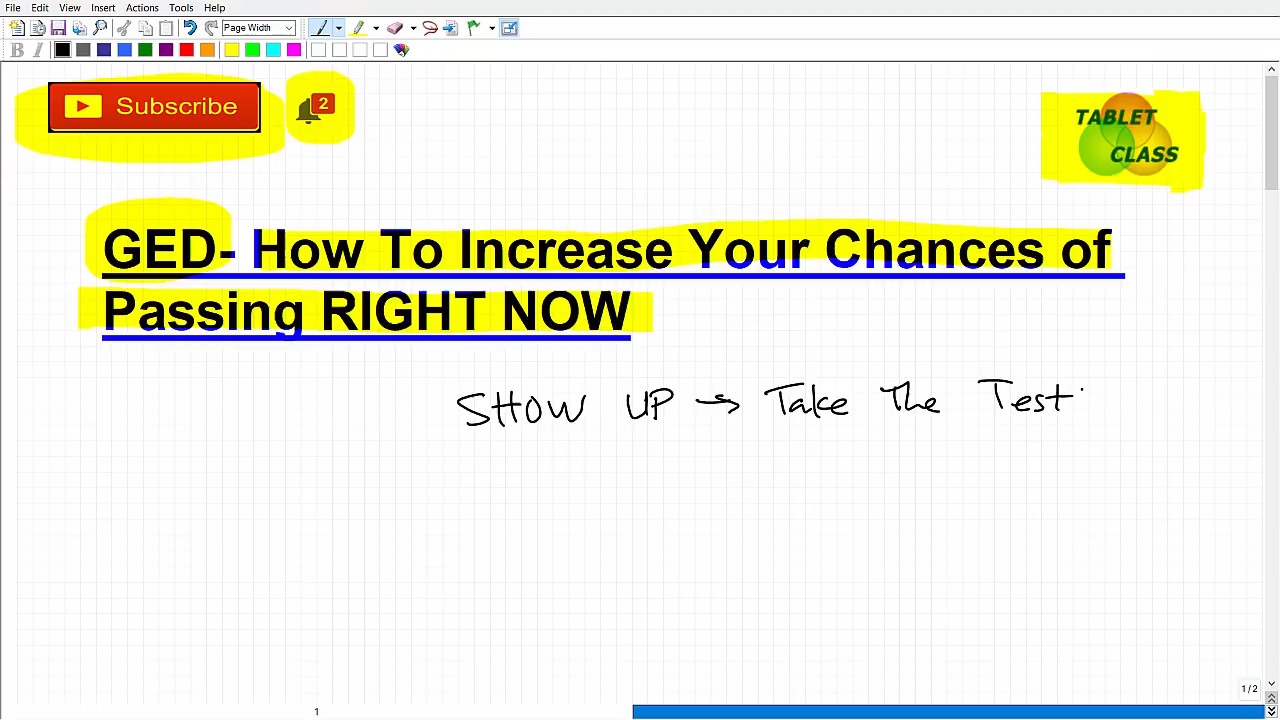 File Edit View Insert Actions Tools Help
Page Width
B I
Subscribe 2
TABLET
CLASS
GED- How To Increase Your Chances of
Passing RIGHT NOW
SHOW UP → Take The Test
1/2
1